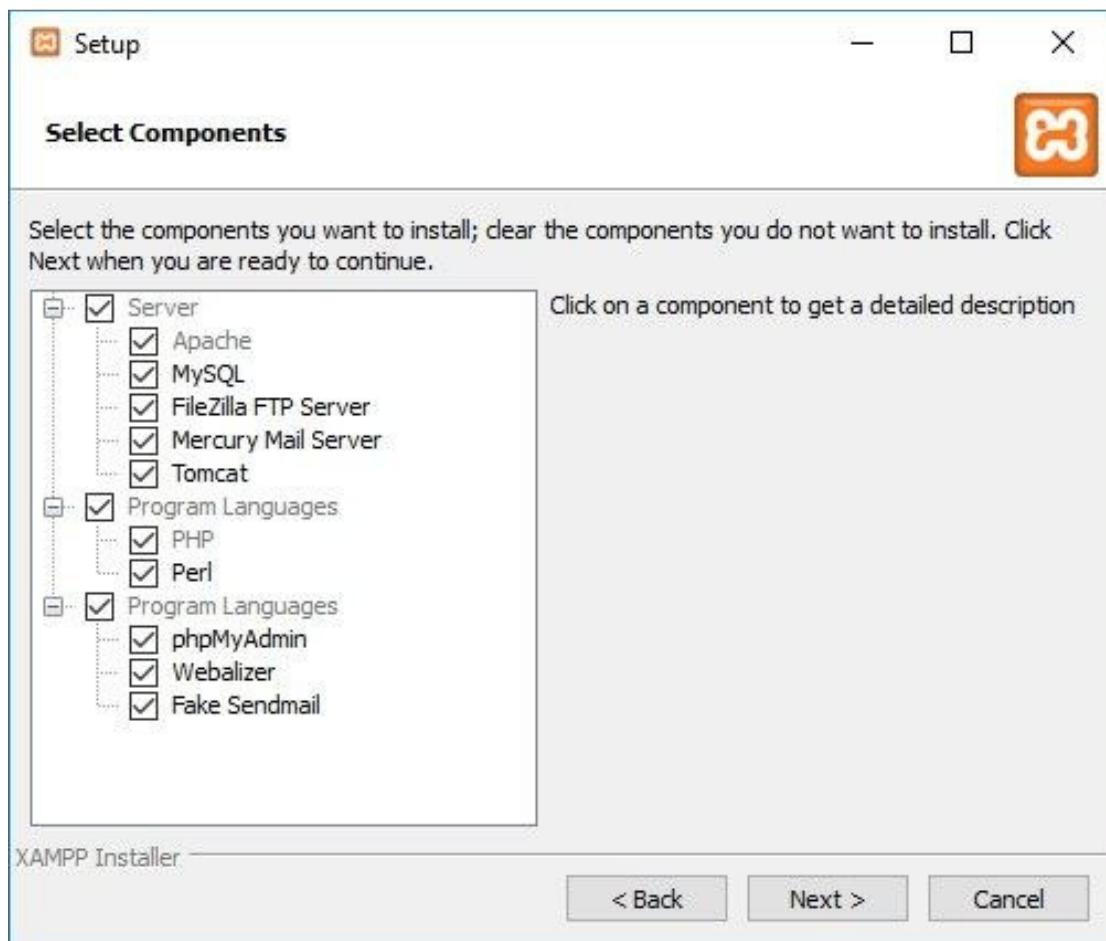 Setup
Select Components
Select the components you want to install; clear the components you do not want to install. Click
Next when you are ready to continue.
Server
Apache
MySQL
FileZilla FTP Server
Mercury Mail Server
Tomcat
Program Languages
PHP
Perl
Program Languages
phpMyAdmin
Webalizer
Fake Sendmail
Click on a component to get a detailed description
XAMPP Installer
< Back
Next >
Cancel